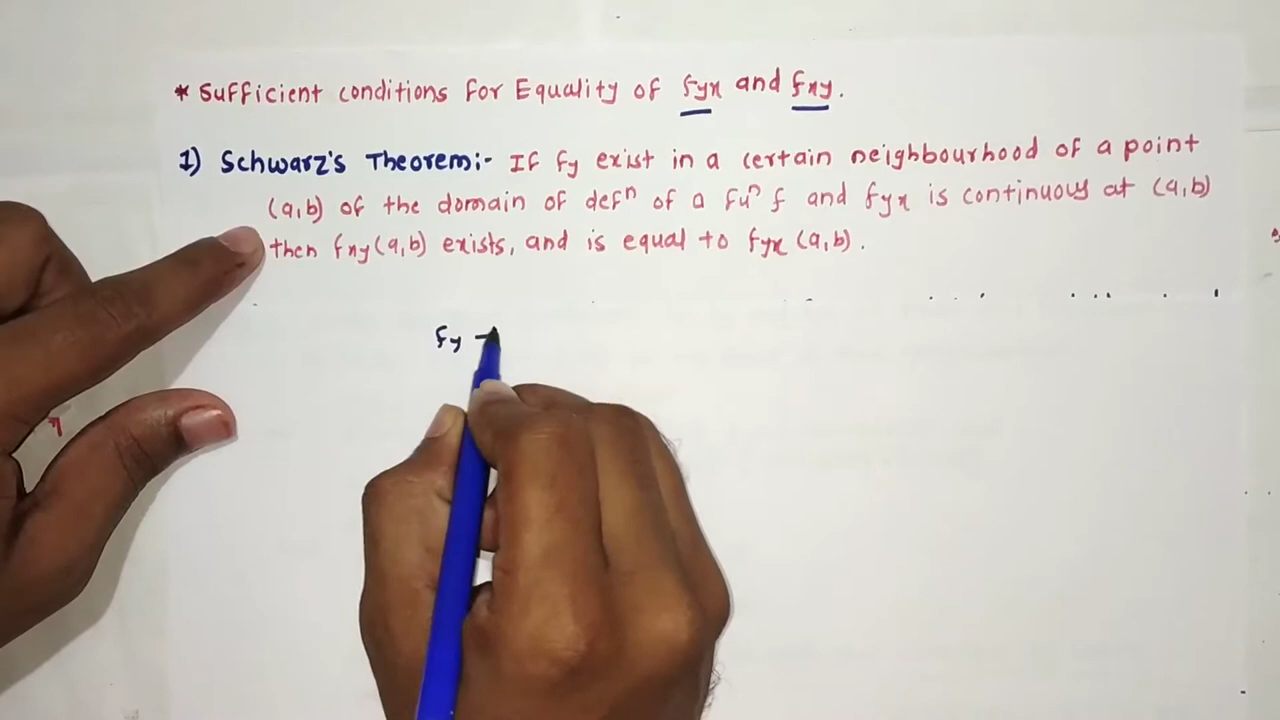 * Sufficient conditions for Equality of fyx and fxy.
1) Schwarz's Theorem:- If fy exist in a certain neighbourhood of a point
(a,b) of the domain of defⁿ of a fuⁿ f and fyx is continuous at (a,b)
then fxy(a,b) exists, and is equal to fyx (a,b).
fy -